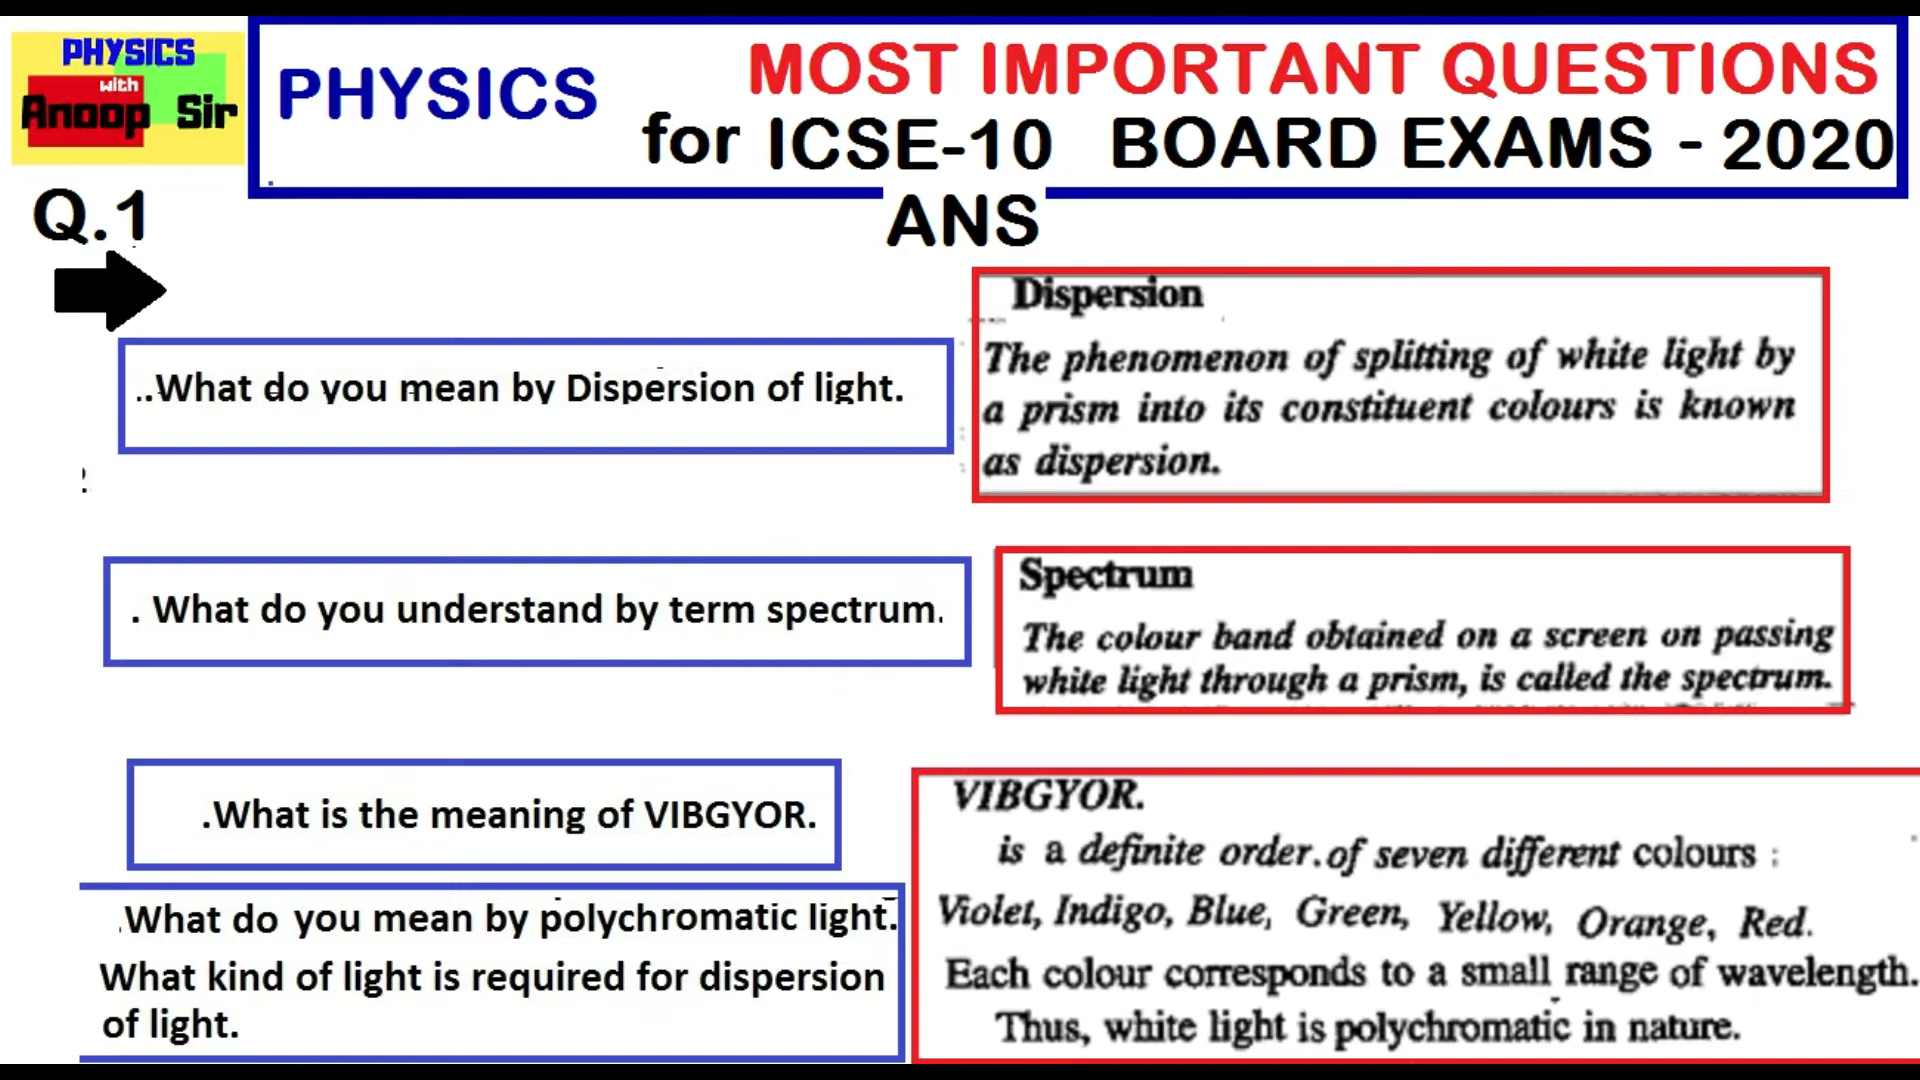 PHYSICS
with
Anoop Sir
PHYSICS
MOST IMPORTANT QUESTIONS
for ICSE-10 BOARD EXAMS - 2020
Q.1
ANS
..What do you mean by Dispersion of light.
Dispersion
The phenomenon of splitting of white light by
a prism into its constituent colours is known
as dispersion.
. What do you understand by term spectrum.
Spectrum
The colour band obtained on a screen on passing
white light through a prism, is called the spectrum.
.What is the meaning of VIBGYOR.
VIBGYOR.
is a definite order. of seven different colours :
Violet, Indigo, Blue, Green, Yellow, Orange, Red.
Each colour corresponds to a small range of wavelength.
Thus, white light is polychromatic in nature.
.What do you mean by polychromatic light.
What kind of light is required for dispersion
of light.